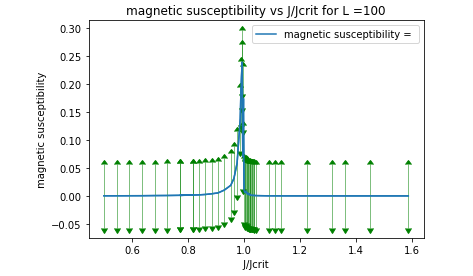 magnetic susceptibility vs J/Jcrit for L =100
magnetic susceptibility =
magnetic susceptibility
0.30
0.25
0.20
0.15
0.10
0.05
0.00
−0.05
0.6 0.8 1.0 1.2 1.4 1.6
J/Jcrit